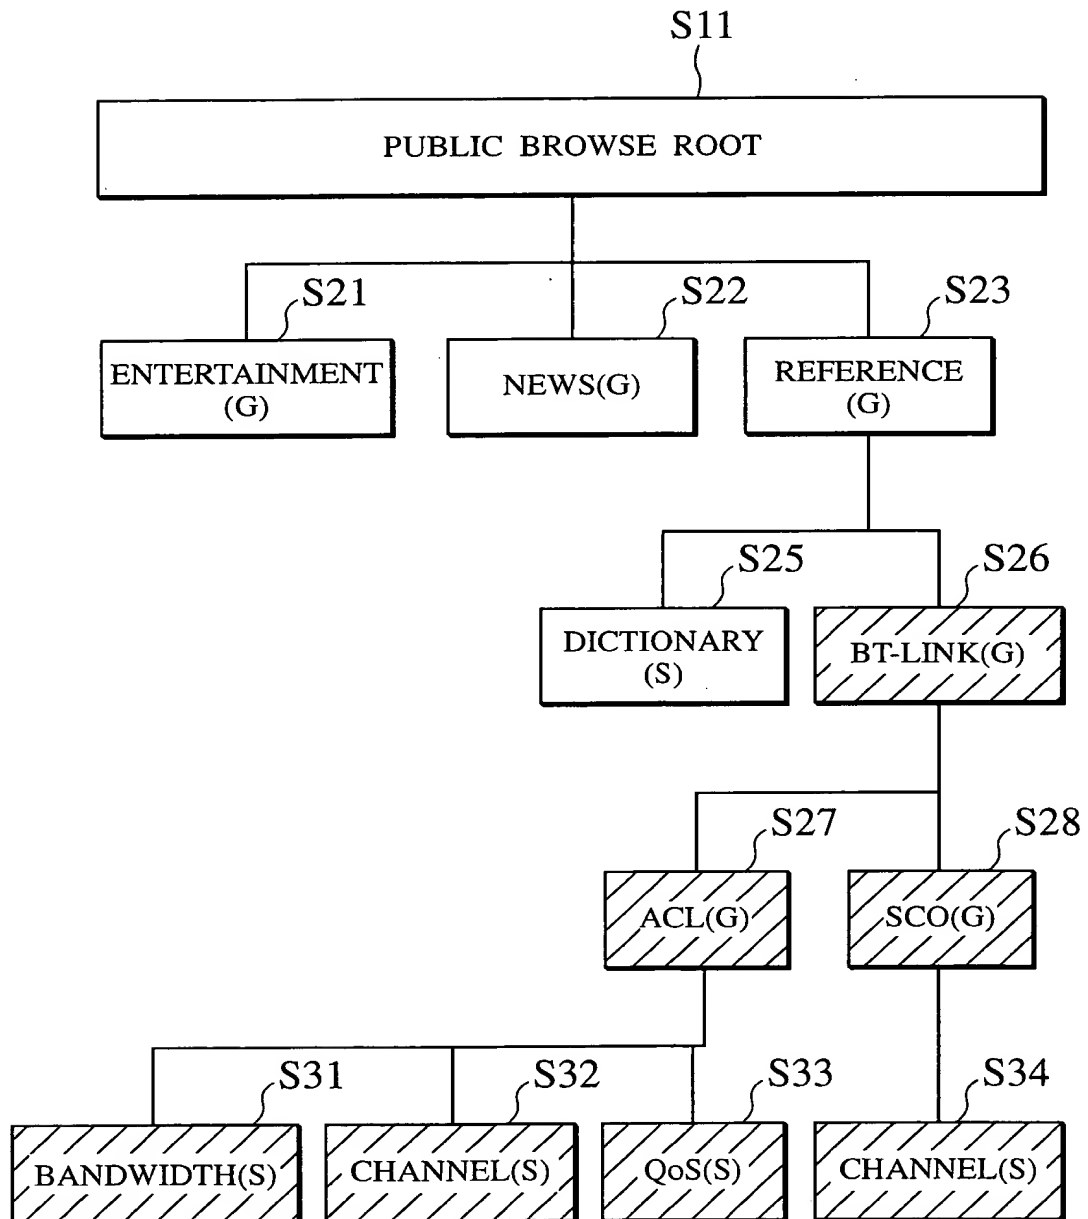 S11
PUBLIC BROWSE ROOT
S21
S22
S23
ENTERTAINMENT
(G)
NEWS(G)
REFERENCE
(G)
S25
S26
DICTIONARY
(S)
BT-LINK(G)
S27
S28
ACL(G)
SCO(G)
S31
S32
S33
S34
BANDWIDTH(S)
CHANNEL(S)
QoS(S)
CHANNEL(S)